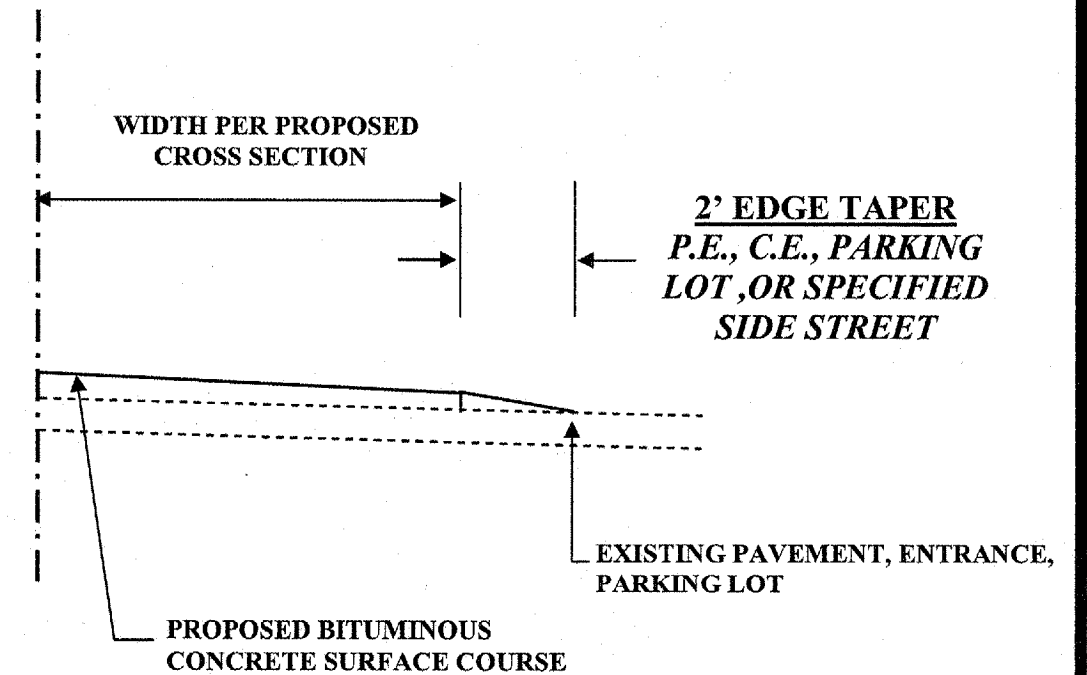 WIDTH PER PROPOSED
CROSS SECTION
2’ EDGE TAPER
P.E., C.E., PARKING
LOT ,OR SPECIFIED
SIDE STREET
EXISTING PAVEMENT, ENTRANCE,
PARKING LOT
PROPOSED BITUMINOUS
CONCRETE SURFACE COURSE